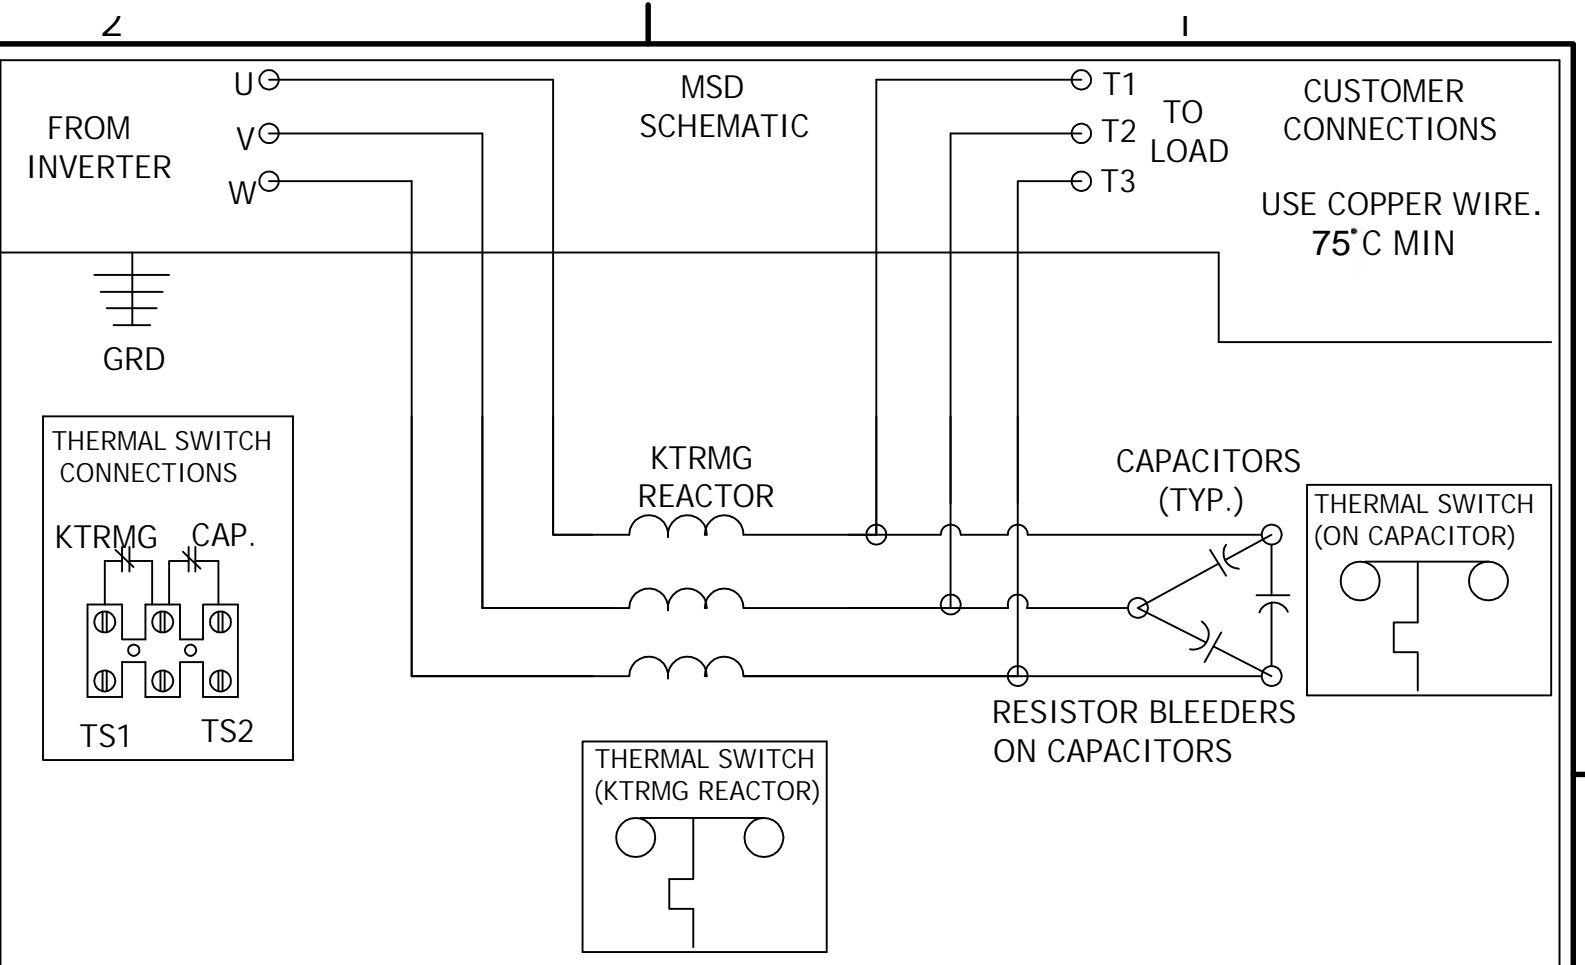 2
1
U
V
W
FROM
INVERTER
MSD
SCHEMATIC
T1
T2
T3
TO
LOAD
CUSTOMER
CONNECTIONS
USE COPPER WIRE.
75°C MIN
GRD
THERMAL SWITCH
CONNECTIONS
KTRMG
CAP.
TS1
TS2
KTRMG
REACTOR
CAPACITORS
(TYP.)
THERMAL SWITCH
(ON CAPACITOR)
RESISTOR BLEEDERS
ON CAPACITORS
THERMAL SWITCH
(KTRMG REACTOR)